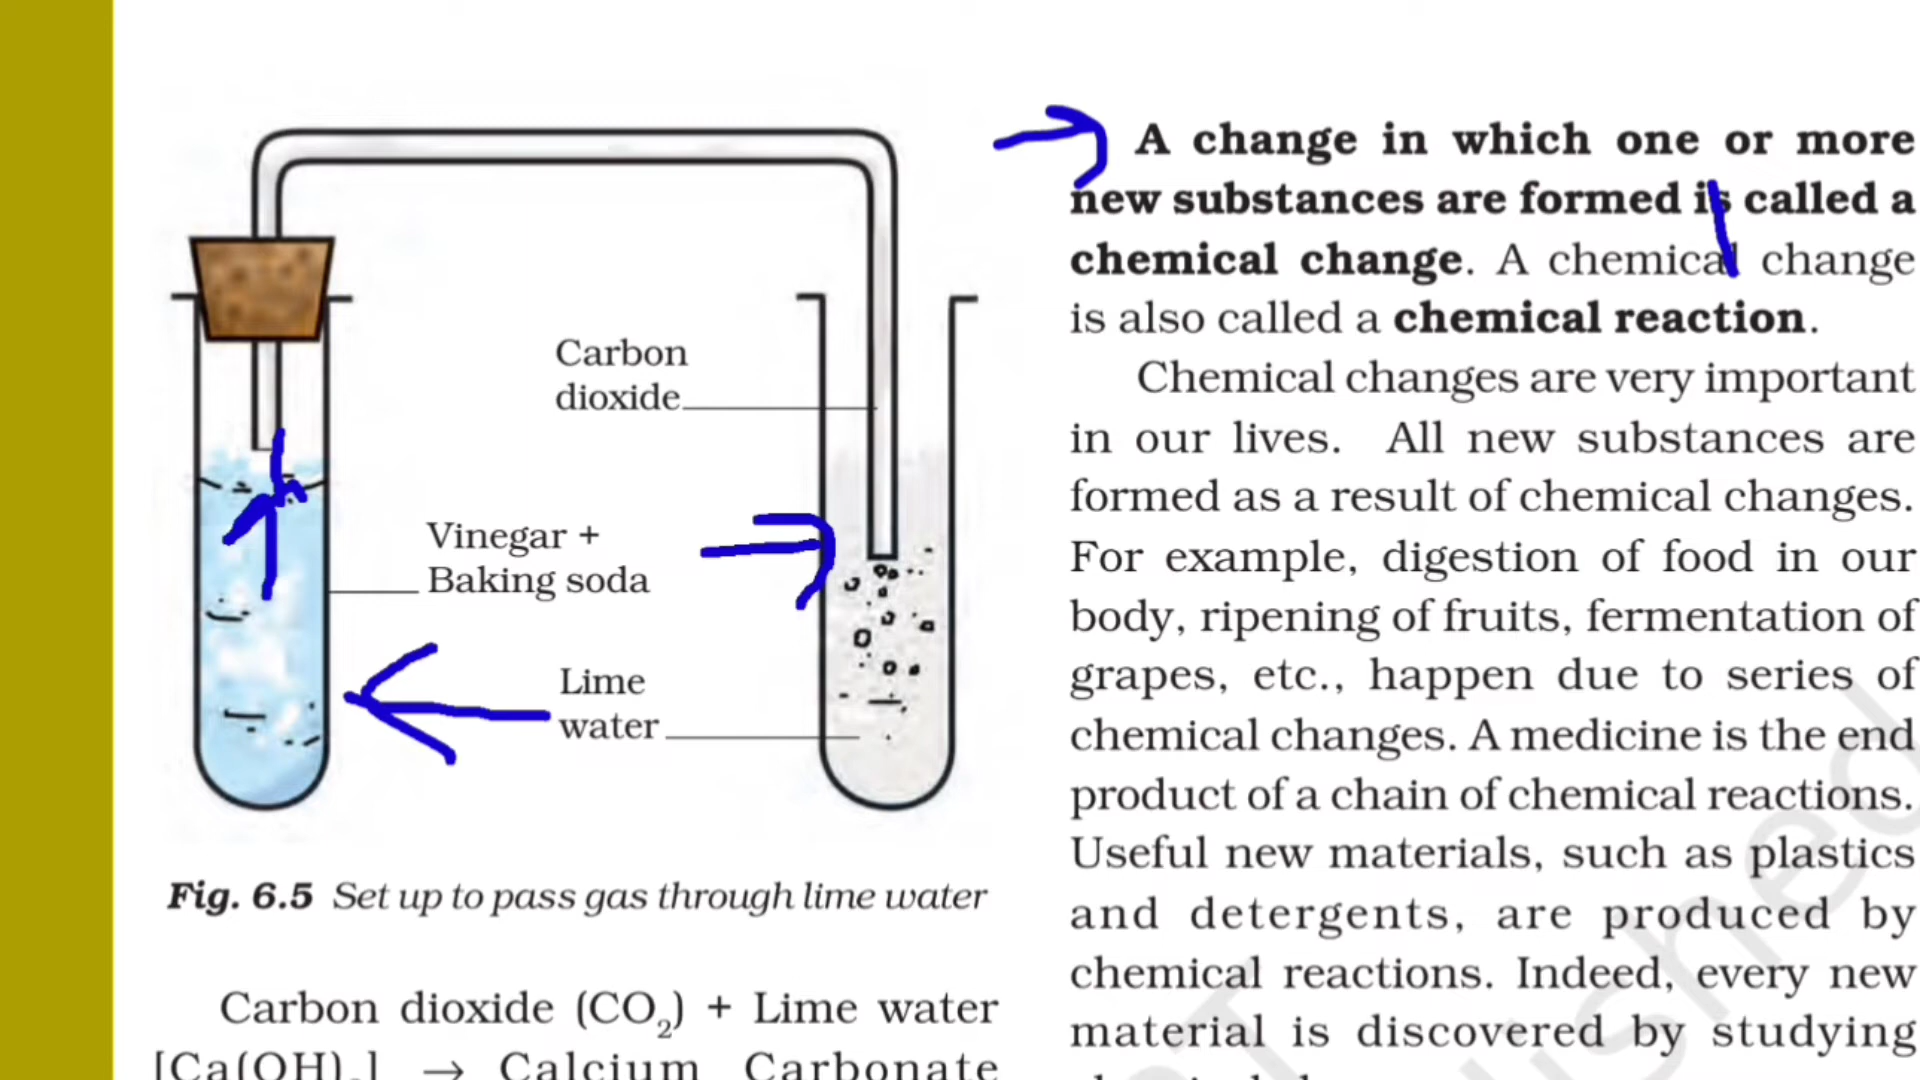 Carbon
dioxide
Vinegar +
Baking soda
Lime
water
Fig. 6.5 Set up to pass gas through lime water
Carbon dioxide (CO2) + Lime water
[Ca(OH)2] → Calcium Carbonate
A change in which one or more
new substances are formed is called a
chemical change. A chemical change
is also called a chemical reaction.
Chemical changes are very important
in our lives. All new substances are
formed as a result of chemical changes.
For example, digestion of food in our
body, ripening of fruits, fermentation of
grapes, etc., happen due to series of
chemical changes. A medicine is the end
product of a chain of chemical reactions.
Useful new materials, such as plastics
and detergents, are produced by
chemical reactions. Indeed, every new
material is discovered by studying